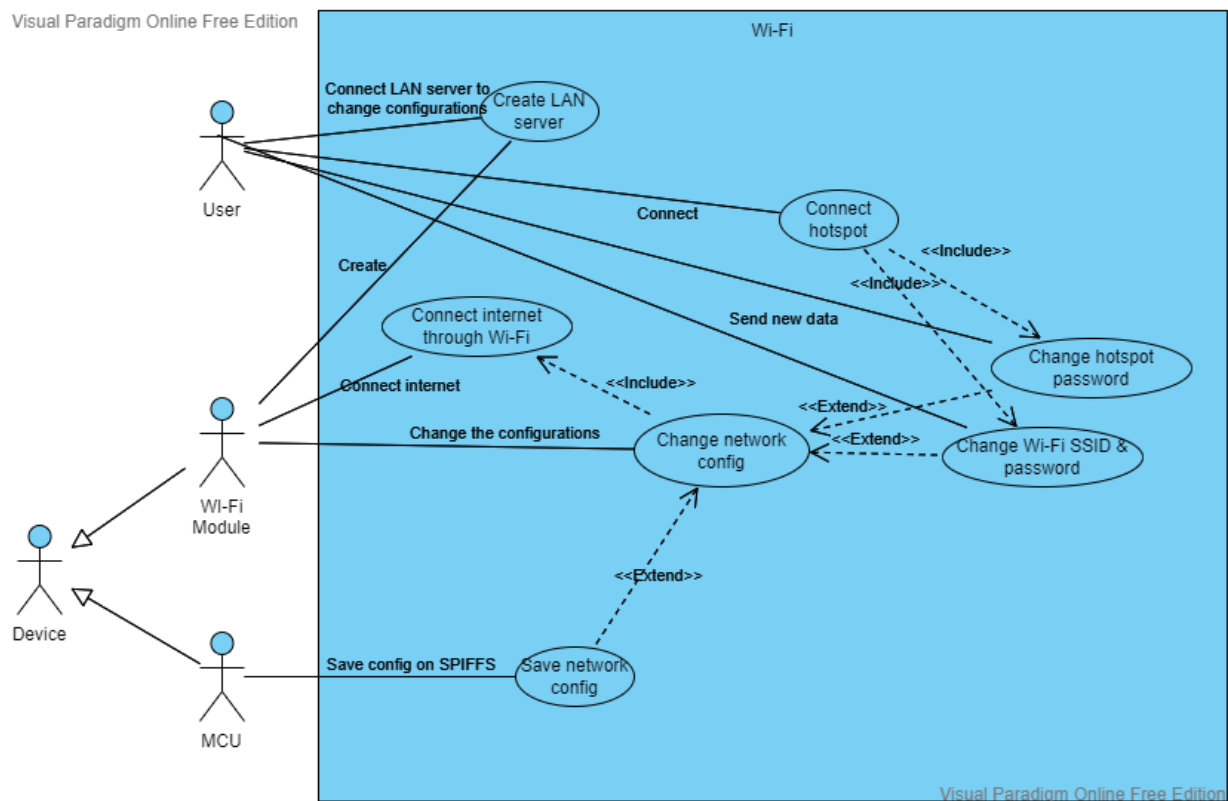 Visual Paradigm Online Free Edition
Wi-Fi
Connect LAN server to
change configurations
Create LAN
server
User
Connect
Connect
hotspot
<<Include>>
<<Include>>
Create
Connect internet
through Wi-Fi
Send new data
Change hotspot
password
Connect internet
<<Include>>
<<Extend>>
Change the configurations
Change network
config
<<Extend>>
Change Wi-Fi SSID &
password
WI-Fi
Module
Device
<<Extend>>
Save config on SPIFFS
Save network
config
MCU
Visual Paradigm Online Free Edition